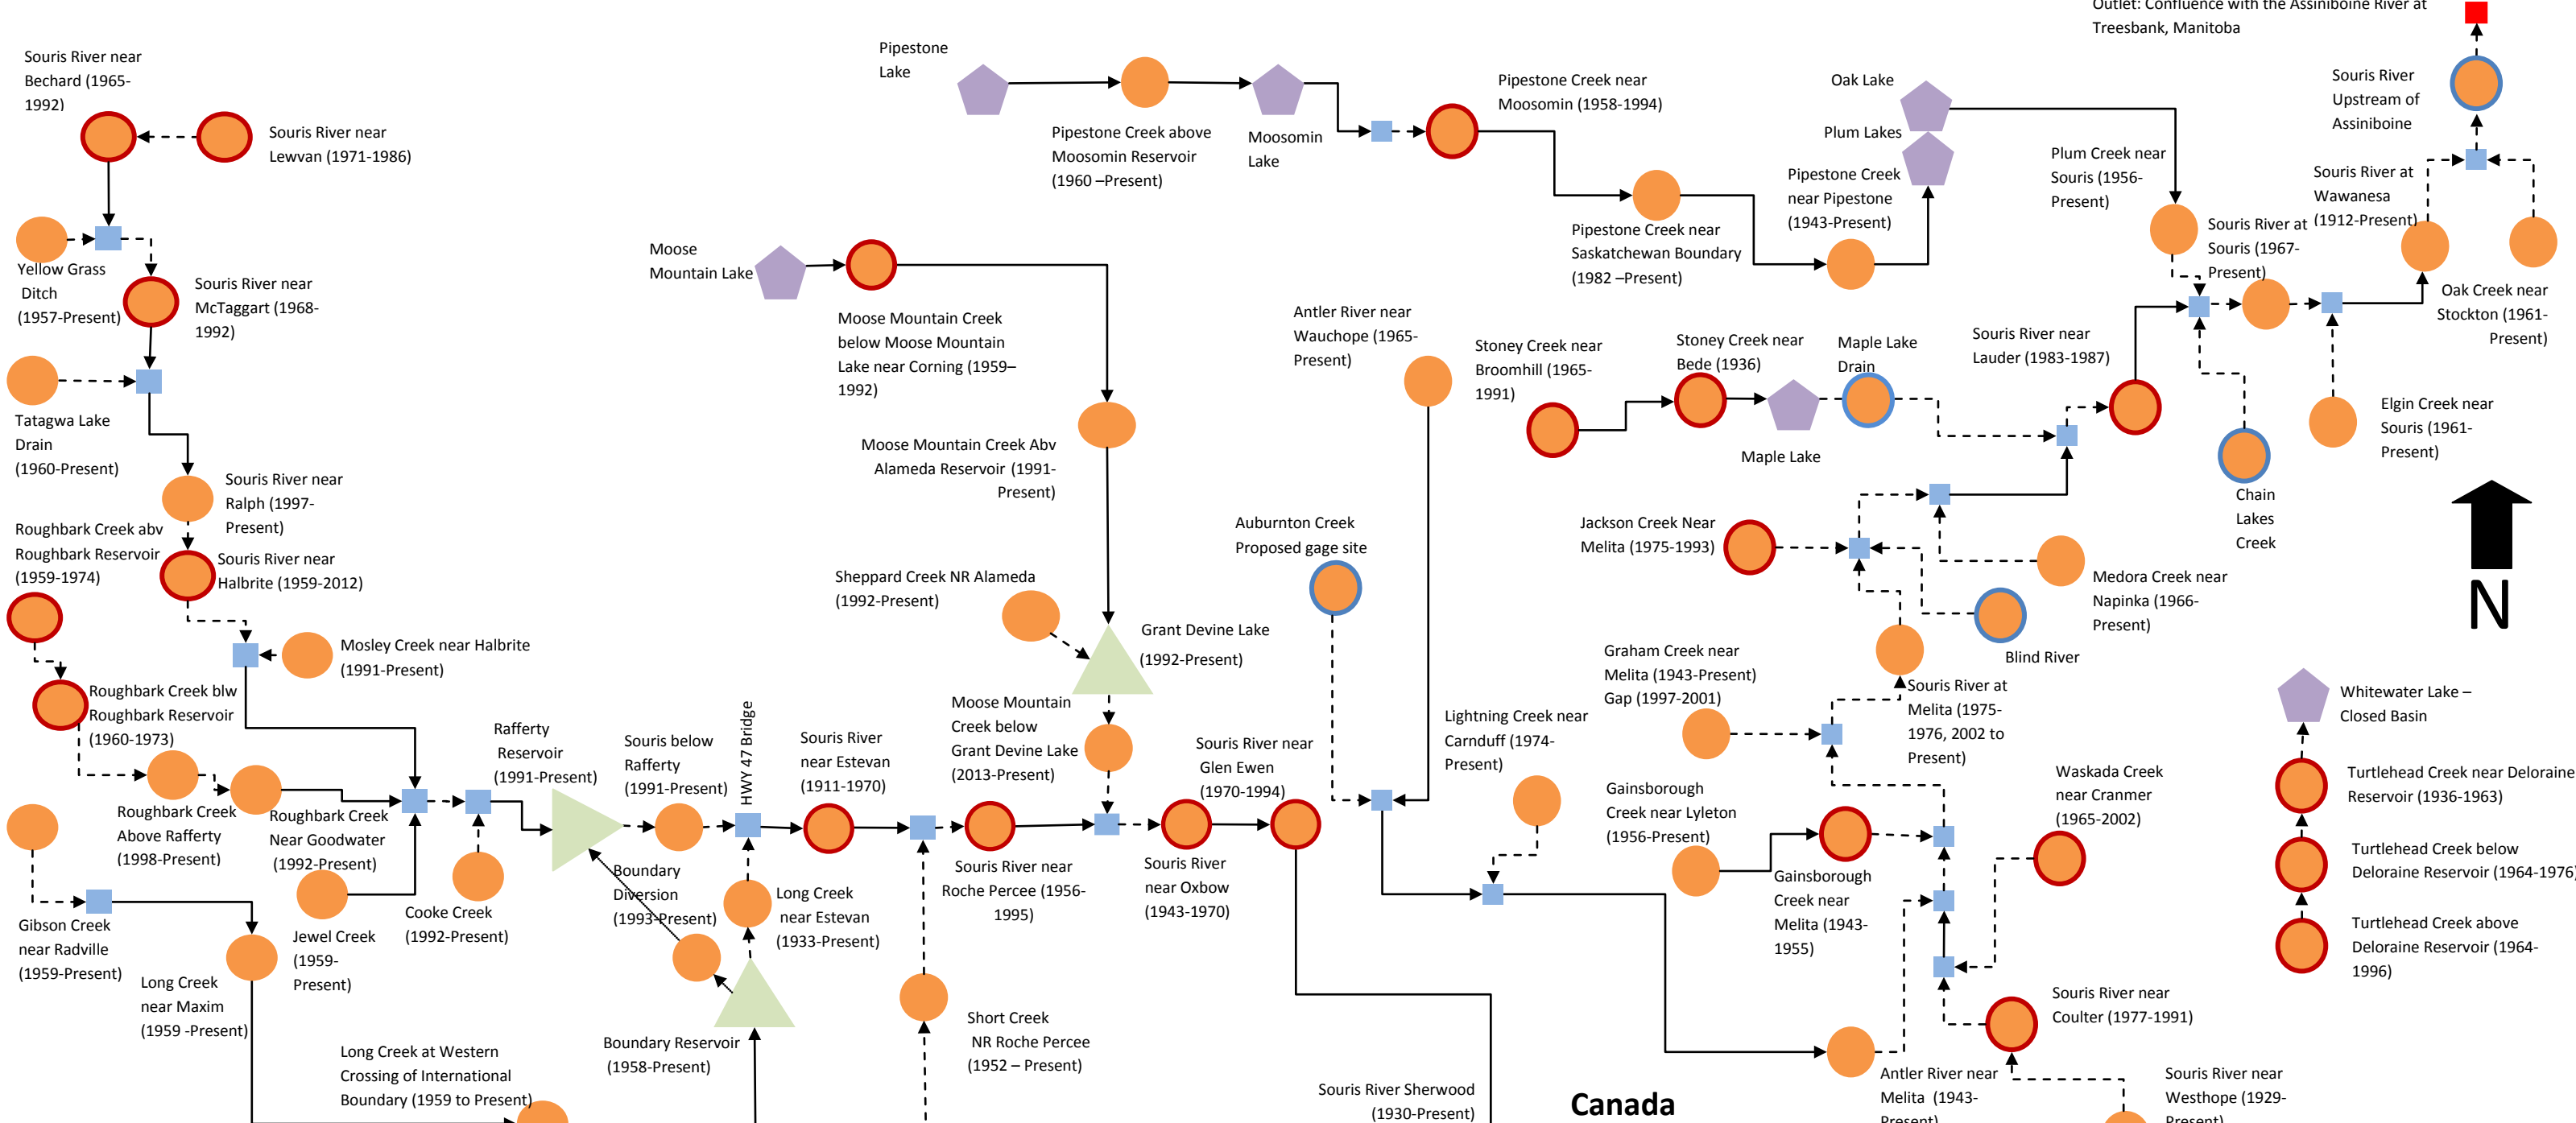 Outlet: Confluence with the Assiniboine River at
Treesbank, Manitoba
Souris River near
Bechard (1965-
1992)
Souris River near
Lewvan (1971-1986)
Pipestone
Lake
Pipestone Creek above
Moosomin Reservoir
(1960 –Present)
Moosomin
Lake
Pipestone Creek near
Moosomin (1958-1994)
Oak Lake
Plum Lakes
Pipestone Creek
near Pipestone
(1943-Present)
Pipestone Creek near
Saskatchewan Boundary
(1982 –Present)
Plum Creek near
Souris (1956-
Present)
Souris River
Upstream of
Assiniboine
Souris River at
Wawanesa
(1912-Present)
Souris River at
Souris (1967-
Present)
Oak Creek near
Stockton (1961-
Present)
Yellow Grass
Ditch
(1957-Present)
Souris River near
McTaggart (1968-
1992)
Moose
Mountain Lake
Moose Mountain Creek
below Moose Mountain
Lake near Corning (1959–
1992)
Antler River near
Wauchope (1965-
Present)
Stoney Creek near
Broomhill (1965-
1991)
Stoney Creek near
Bede (1936)
Maple Lake
Drain
Maple Lake
Souris River near
Lauder (1983-1987)
Elgin Creek near
Souris (1961-
Present)
Chain
Lakes
Creek
N
Tatagwa Lake
Drain
(1960-Present)
Souris River near
Ralph (1997-
Present)
Moose Mountain Creek Abv
Alameda Reservoir (1991-
Present)
Roughbark Creek abv
Roughbark Reservoir
(1959-1974)
Souris River near
Halbrite (1959-2012)
Auburnton Creek
Proposed gage site
Jackson Creek Near
Melita (1975-1993)
Medora Creek near
Napinka (1966-
Present)
Blind River
Sheppard Creek NR Alameda
(1992-Present)
Grant Devine Lake
(1992-Present)
Mosley Creek near Halbrite
(1991-Present)
Graham Creek near
Melita (1943-Present)
Gap (1997-2001)
Souris River at
Melita (1975-
1976, 2002 to
Present)
Whitewater Lake –
Closed Basin
Roughbark Creek blw
Roughbark Reservoir
(1960-1973)
Rafferty
Reservoir
(1991-Present)
Souris below
Rafferty
(1991-Present)
HWY 47 Bridge
Souris River
near Estevan
(1911-1970)
Moose Mountain
Creek below
Grant Devine Lake
(2013-Present)
Souris River near
Glen Ewen
(1970-1994)
Lightning Creek near
Carnduff (1974-
Present)
Gainsborough
Creek near Lyleton
(1956-Present)
Waskada Creek
near Cranmer
(1965-2002)
Turtlehead Creek near Deloraine
Reservoir (1936-1963)
Turtlehead Creek below
Deloraine Reservoir (1964-1976)
Turtlehead Creek above
Deloraine Reservoir (1964-
1996)
Roughbark Creek
Above Rafferty
(1998-Present)
Roughbark Creek
Near Goodwater
(1992-Present)
Cooke Creek
(1992-Present)
Boundary
Diversion
(1993-Present)
Long Creek
near Estevan
(1933-Present)
Souris River near
Roche Percee (1956-
1995)
Souris River
near Oxbow
(1943-1970)
Gainsborough
Creek near
Melita (1943-
1955)
Gibson Creek
near Radville
(1959-Present)
Jewel Creek
(1959-
Present)
Long Creek
near Maxim
(1959 -Present)
Boundary Reservoir
(1958-Present)
Short Creek
NR Roche Percee
(1952 – Present)
Souris River near
Coulter (1977-1991)
Long Creek at Western
Crossing of International
Boundary (1959 to Present)
Souris River Sherwood
(1930-Present)
Canada
Antler River near
Melita (1943-
Present)
Souris River near
Westhope (1929-
Present)